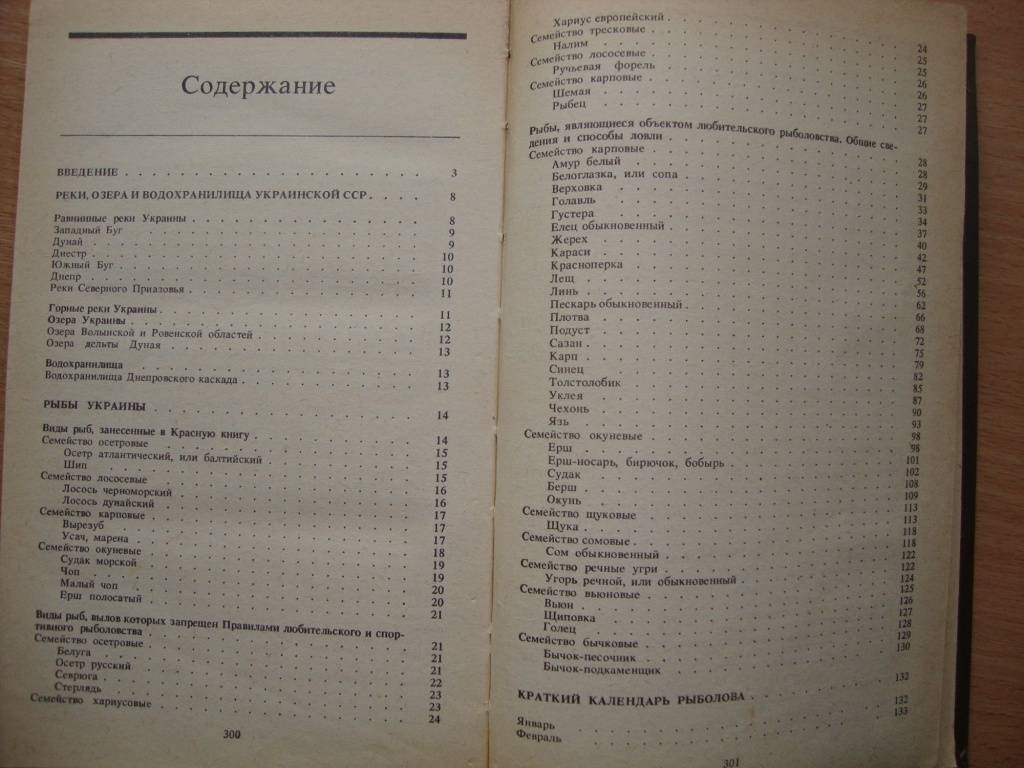 Содержание
ВВЕДЕНИЕ 3
РЕКИ, ОЗЕРА И ВОДОХРАНИЛИЩА УКРАИНСКОЙ ССР 8
Равнинные реки Украины 8
Западный Буг 9
Дунай 9
Днестр 10
Южный Буг 10
Днепр 10
Реки Северного Приазовья 11
Горные реки Украины 11
Озера Украины 12
Озера Волынской и Ровенской областей 12
Озера дельты Дуная 13
Водохранилища 13
Водохранилища Днепровского каскада 13
РЫБЫ УКРАИНЫ 14
Виды рыб, занесенные в Красную книгу 14
Семейство осетровые 15
Осетр атлантический, или балтийский 15
Шип 15
Семейство лососевые 16
Лосось черноморский 16
Лосось дунайский 17
Семейство карповые 17
Вырезуб
Усач, марена 18
Семейство окуневые 19
Судак морской 19
Чоп 20
Малый чоп 20
Ерш полосатый 21
Виды рыб, вылов которых запрещен Правилами любительского и спор-
тивного рыболовства 21
Семейство осетровые 21
Белуга 21
Осетр русский 22
Севрюга 23
Стерлядь 23
Семейство хариусовые 24
300
Хариус европейский 24
Семейство тресковые 25
Налим 25
Семейство лососевые 26
Ручьевая форель 26
Семейство карповые 27
Шемая 27
Рыбец 27
Рыбы, являющиеся объектом любительского рыболовства. Общие све-
дения и способы ловли 28
Семейство карповые 28
Амур белый 29
Белоглазка, или сопа 31
Верховка 33
Голавль 34
Густера 37
Елец обыкновенный 40
Жерех 42
Караси 47
Красноперка 52
Лещ 56
Линь 62
Пескарь обыкновенный 66
Плотва 68
Подуст 72
Сазан 75
Карп 79
Синец 82
Толстолобик 85
Уклея 87
Чехонь 90
Язь 93
Семейство окуневые 98
Ерш 98
Ерш-носарь, бирючок, бобырь 101
Судак 102
Берш 108
Окунь 109
Семейство щуковые 113
Щука 113
Семейство сомовые 118
Сом обыкновенный 118
Семейство речные угри 122
Угорь речной, или обыкновенный 122
Семейство вьюновые 124
Вьюн 125
Щиповка 126
Голец 127
Семейство бычковые 128
Бычок-песочник 129
Бычок-подкаменщик 130
КРАТКИЙ КАЛЕНДАРЬ РЫБОЛОВА 132
Январь 132
Февраль 133
301